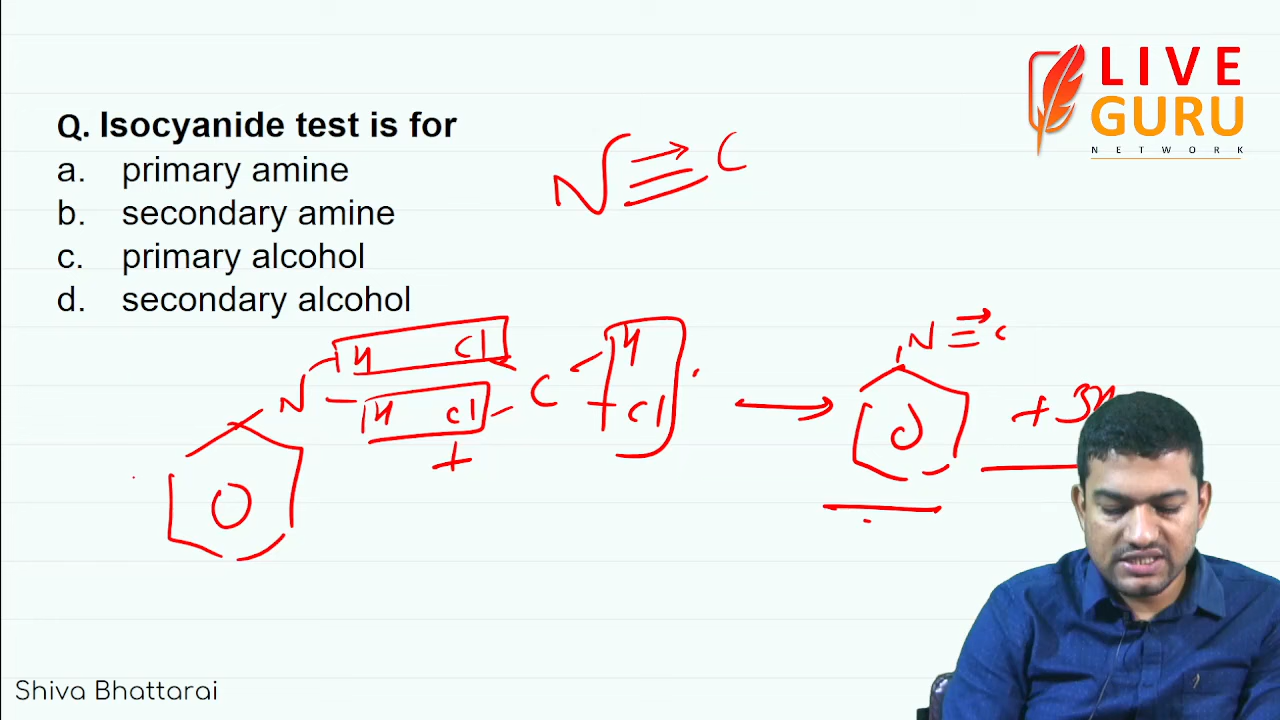 LIVE
GURU
NETWORK
Q. Isocyanide test is for
a. primary amine
b. secondary amine
c. primary alcohol
d. secondary alcohol
N≡C
H Cl H
N H Cl C Cl
+
N≡C
+ 3H
Shiva Bhattarai